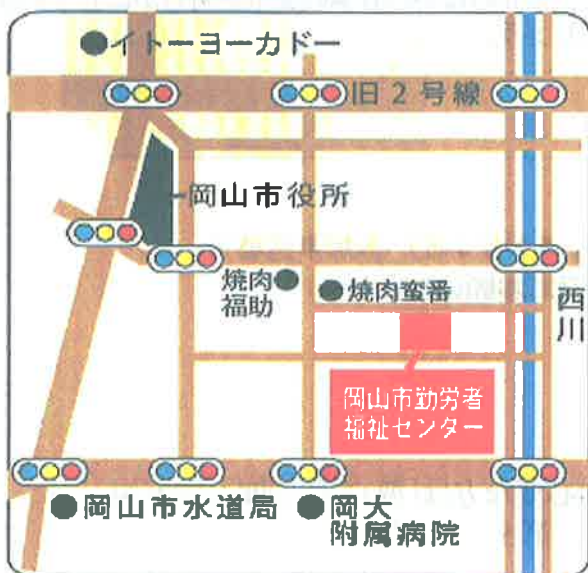 ●イトーヨーカドー
旧2号線
岡山市役所
焼肉
福助●
●焼肉蛮番
西川
岡山市勤労者
福祉センター
●岡山市水道局
●岡大
附属病院